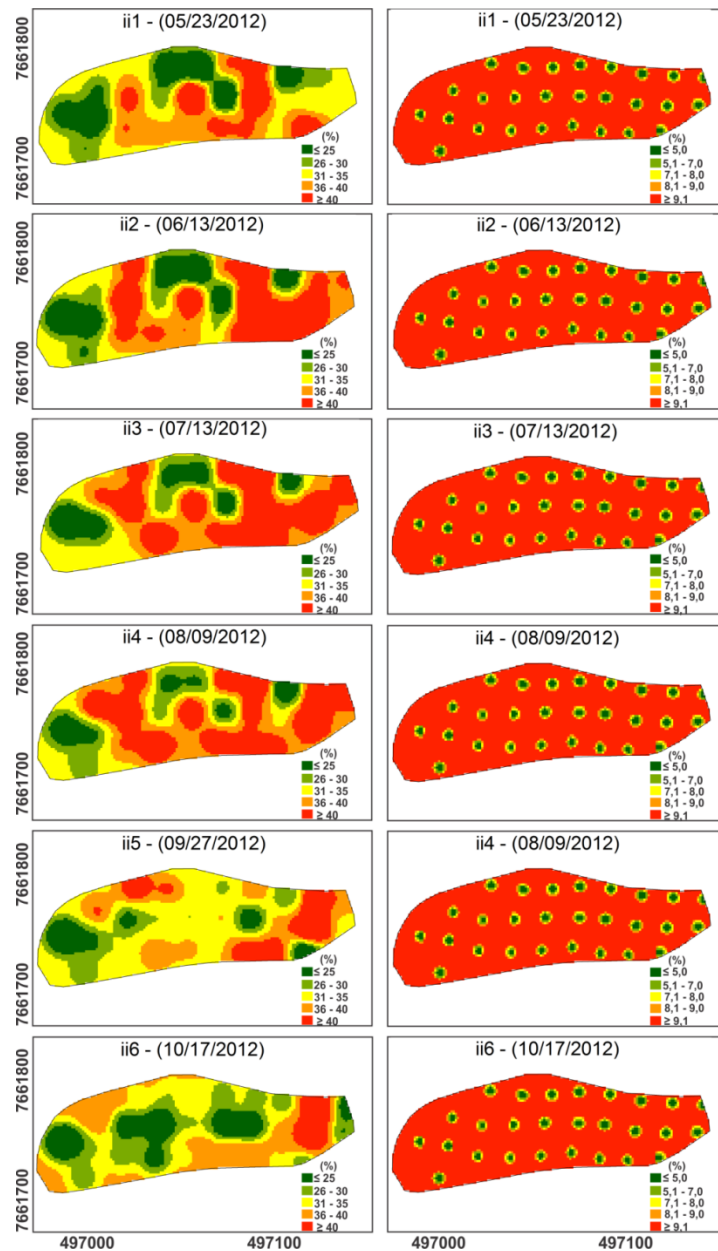 ii1 - (05/23/2012)
ii1 - (05/23/2012)
7661800
7661700
(%)
≤ 25
26 - 30
31 - 35
36 - 40
≥ 40
(%)
≤ 5,0
5,1 - 7,0
7,1 - 8,0
8,1 - 9,0
≥ 9.1
ii2 - (06/13/2012)
ii2 - (06/13/2012)
7661800
7661700
(%)
≤ 25
26 - 30
31 - 35
36 - 40
≥ 40
(%)
≤ 5,0
5,1 - 7,0
7,1 - 8,0
8,1 - 9,0
≥ 9.1
ii3 - (07/13/2012)
ii3 - (07/13/2012)
7661800
7661700
(%)
≤ 25
26 - 30
31 - 35
36 - 40
≥ 40
(%)
≤ 5,0
5,1 - 7,0
7,1 - 8,0
8,1 - 9,0
≥ 9.1
ii4 - (08/09/2012)
ii4 - (08/09/2012)
7661800
7661700
(%)
≤ 25
26 - 30
31 - 35
36 - 40
≥ 40
(%)
≤ 5,0
5,1 - 7,0
7,1 - 8,0
8,1 - 9,0
≥ 9.1
ii5 - (09/27/2012)
ii4 - (08/09/2012)
7661800
7661700
(%)
≤ 25
26 - 30
31 - 35
36 - 40
≥ 40
(%)
≤ 5,0
5,1 - 7,0
7,1 - 8,0
8,1 - 9,0
≥ 9.1
ii6 - (10/17/2012)
ii6 - (10/17/2012)
7661800
7661700
(%)
≤ 25
26 - 30
31 - 35
36 - 40
≥ 40
(%)
≤ 5,0
5,1 - 7,0
7,1 - 8,0
8,1 - 9,0
≥ 9.1
497000
497100
497000
497100